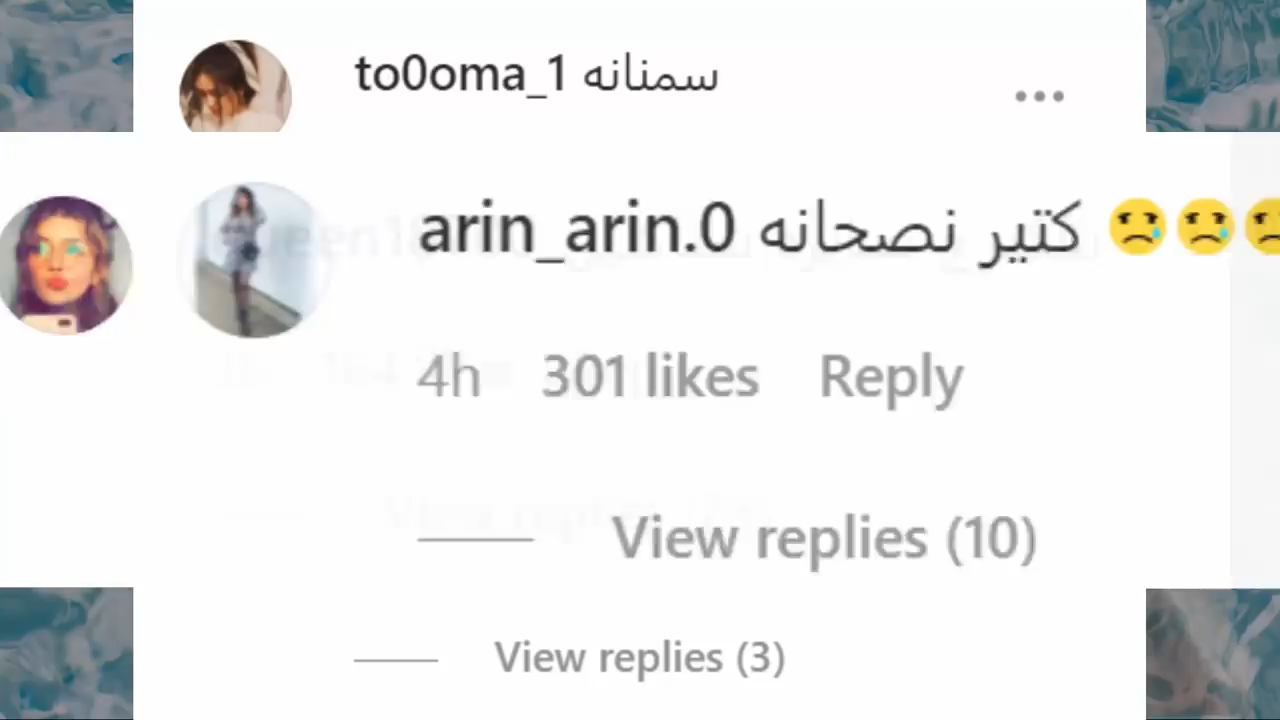 to0oma_1 سمنانه
arin_arin.0 كتير نصحانه 😢😢😢
4h 301 likes Reply
View replies (10)
View replies (3)